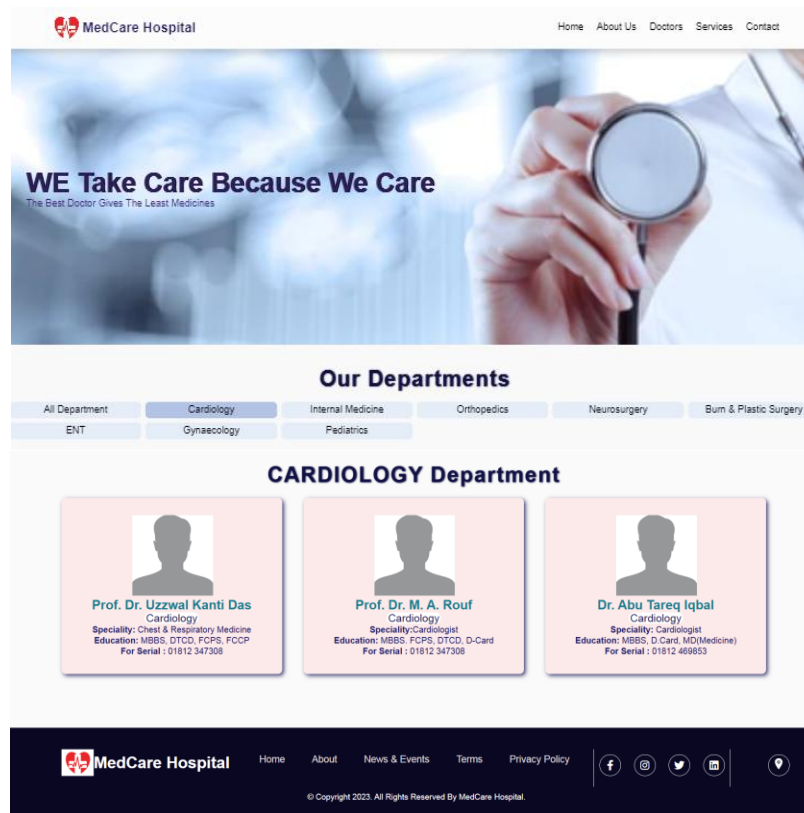 MedCare Hospital
Home About Us Doctors Services Contact
WE Take Care Because We Care
The Best Doctor Gives The Least Medicines
Our Departments
All Department Cardiology Internal Medicine Orthopedics Neurosurgery Burn & Plastic Surgery
ENT Gynaecology Pediatrics
CARDIOLOGY Department
Prof. Dr. Uzzwal Kanti Das
Cardiology
Speciality: Chest & Respiratory Medicine
Education: MBBS, DTCD, FCPS, FCCP
For Serial : 01812 347308
Prof. Dr. M. A. Rouf
Cardiology
Speciality:Cardiologist
Education: MBBS. FCPS, DTCD, D-Card
For Serial : 01812 347308
Dr. Abu Tareq Iqbal
Cardiology
Speciality: Cardiologist
Education: MBBS, D.Card, MD(Medicine)
For Serial : 01812 469853
MedCare Hospital
Home About News & Events Terms Privacy Policy
© Copyright 2023. All Rights Reserved By MedCare Hospital.